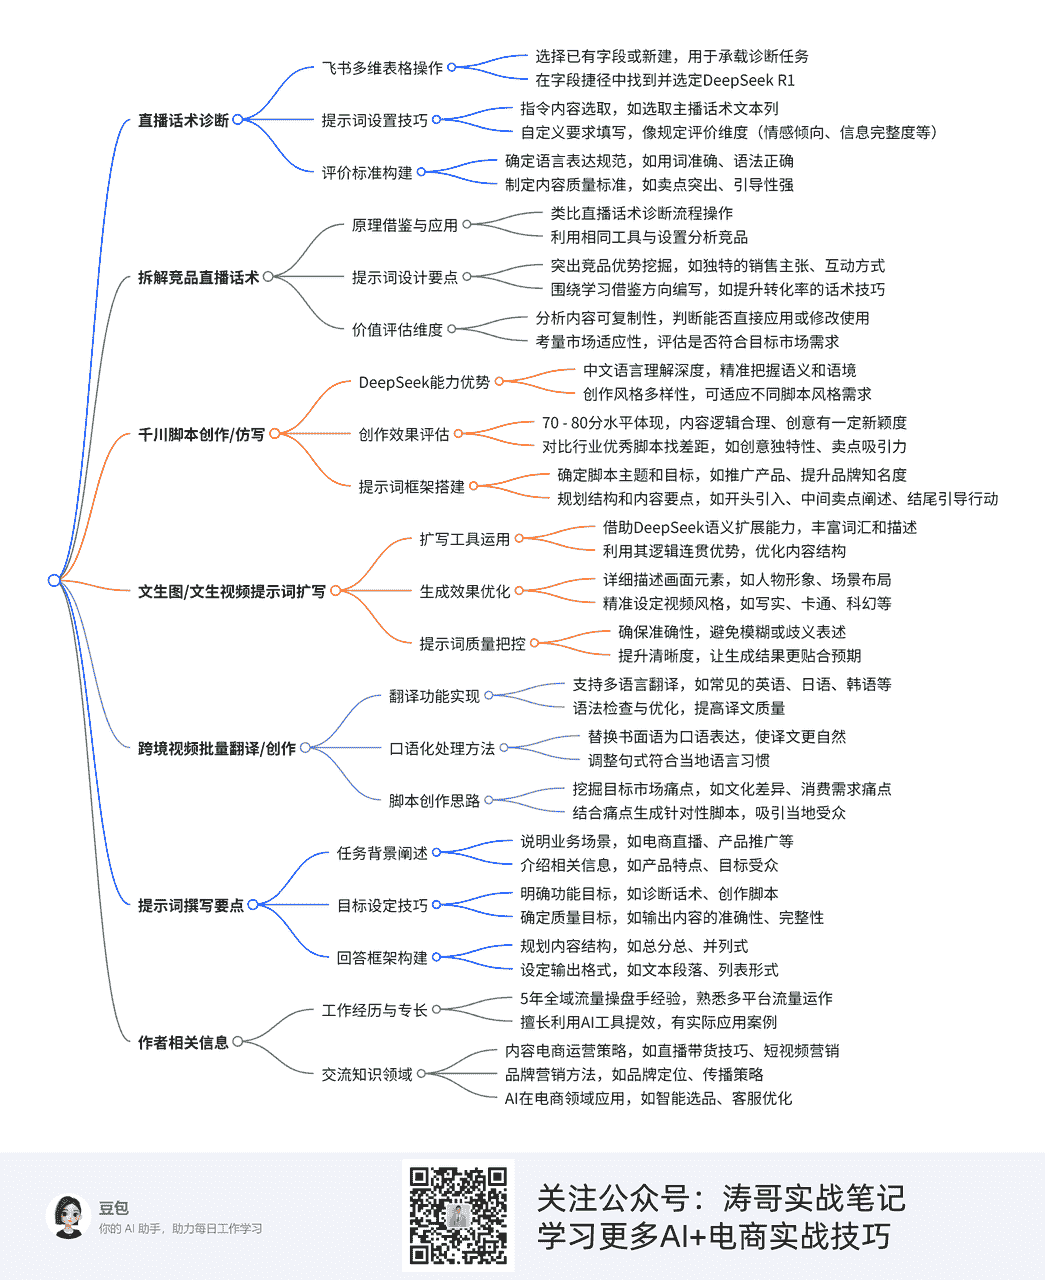 直播话术诊断
飞书多维表格操作
选择已有字段或新建，用于承载诊断任务
在字段捷径中找到并选定DeepSeek R1
提示词设置技巧
指令内容选取，如选取主播话术文本列
自定义要求填写，像规定评价维度（情感倾向、信息完整度等）
评价标准构建
确定语言表达规范，如用词准确、语法正确
制定内容质量标准，如卖点突出、引导性强
拆解竞品直播话术
原理借鉴与应用
类比直播话术诊断流程操作
利用相同工具与设置分析竞品
提示词设计要点
突出竞品优势挖掘，如独特的销售主张、互动方式
围绕学习借鉴方向编写，如提升转化率的话术技巧
价值评估维度
分析内容可复制性，判断能否直接应用或修改使用
考量市场适应性，评估是否符合目标市场需求
千川脚本创作/仿写
DeepSeek能力优势
中文语言理解深度，精准把握语义和语境
创作风格多样性，可适应不同脚本风格需求
创作效果评估
70 - 80分水平体现，内容逻辑合理、创意有一定新颖度
对比行业优秀脚本找差距，如创意独特性、卖点吸引力
提示词框架搭建
确定脚本主题和目标，如推广产品、提升品牌知名度
规划结构和内容要点，如开头引入、中间卖点阐述、结尾引导行动
文生图/文生视频提示词扩写
扩写工具运用
借助DeepSeek语义扩展能力，丰富词汇和描述
利用其逻辑连贯优势，优化内容结构
生成效果优化
详细描述画面元素，如人物形象、场景布局
精准设定视频风格，如写实、卡通、科幻等
提示词质量把控
确保准确性，避免模糊或歧义表述
提升清晰度，让生成结果更贴合预期
跨境视频批量翻译/创作
翻译功能实现
支持多语言翻译，如常见的英语、日语、韩语等
语法检查与优化，提高译文质量
口语化处理方法
替换书面语为口语表达，使译文更自然
调整句式符合当地语言习惯
脚本创作思路
挖掘目标市场痛点，如文化差异、消费需求痛点
结合痛点生成针对性脚本，吸引当地受众
提示词撰写要点
任务背景阐述
说明业务场景，如电商直播、产品推广等
介绍相关信息，如产品特点、目标受众
目标设定技巧
明确功能目标，如诊断话术、创作脚本
确定质量目标，如输出内容的准确性、完整性
回答框架构建
规划内容结构，如总分总、并列式
设定输出格式，如文本段落、列表形式
作者相关信息
工作经历与专长
5年全域流量操盘手经验，熟悉多平台流量运作
擅长利用AI工具提效，有实际应用案例
交流知识领域
内容电商运营策略，如直播带货技巧、短视频营销
品牌营销方法，如品牌定位、传播策略
AI在电商领域应用，如智能选品、客服优化
豆包
你的 AI 助手，助力每日工作学习
关注公众号：涛哥实战笔记
学习更多AI+电商实战技巧